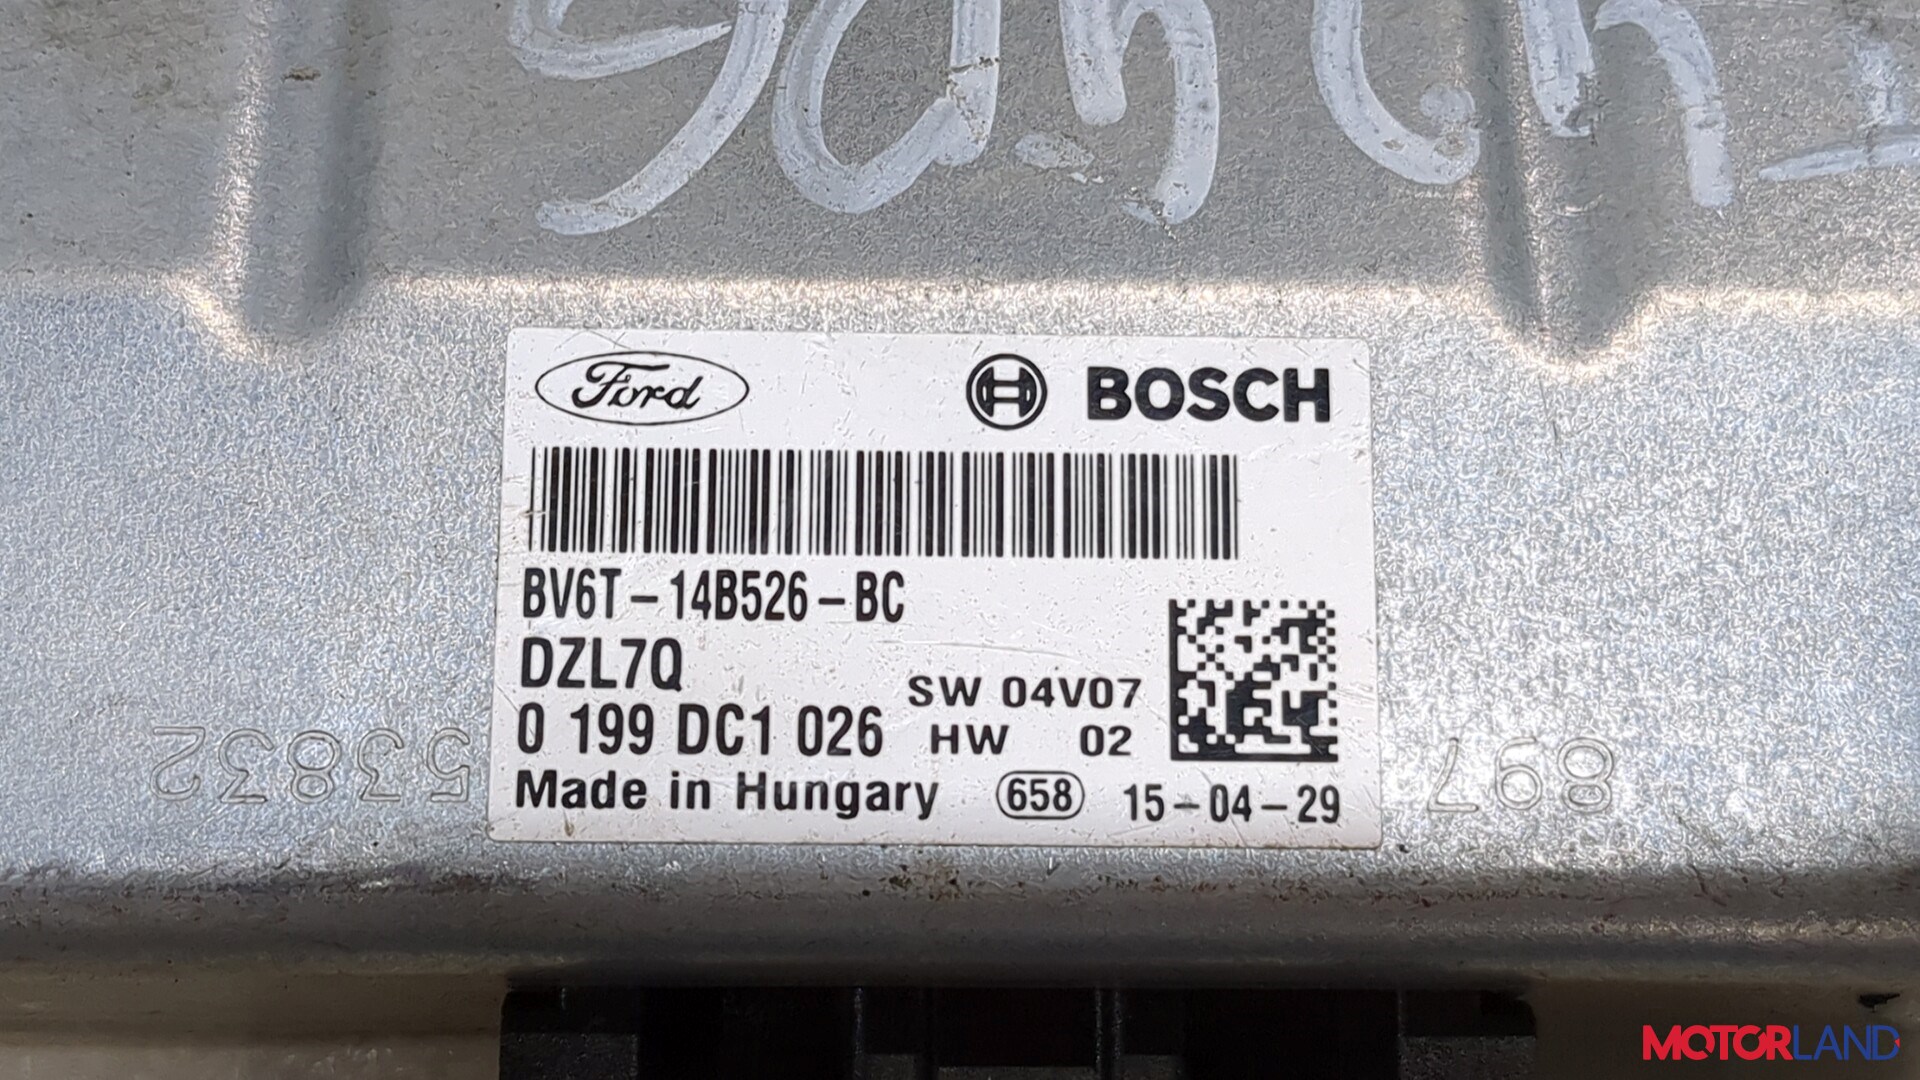 Ford
BOSCH
BV6T-14B526-BC
DZL7Q
0 199 DC1 026
SW 04V07
HW 02
Made in Hungary
658
15-04-29
53832
897
MOTORLAND